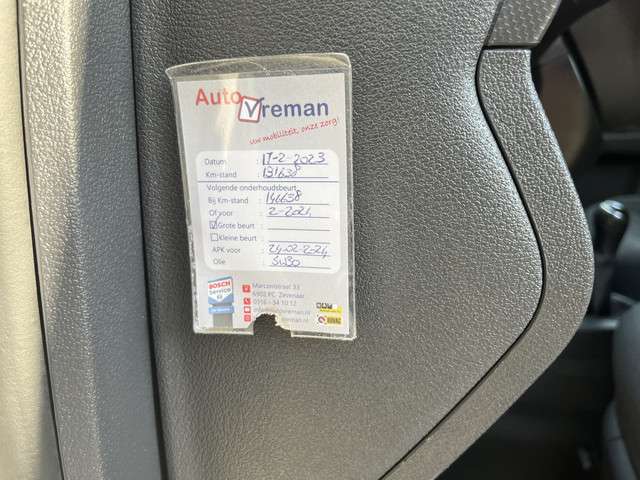 Auto Vreman
uw mobiliteit, onze zorg!
Datum : 17-2-2023
Km-stand : 131638
Volgende onderhoudsbeurt
Bij Km-stand : 146638
Of voor : 2-2024
Grote beurt :
Kleine beurt :
APK voor : 24-02-2024
Olie : 5W30
BOSCH
Service
Marconistraat 33
6902 PC Zevenaar
0316 - 34 10 12